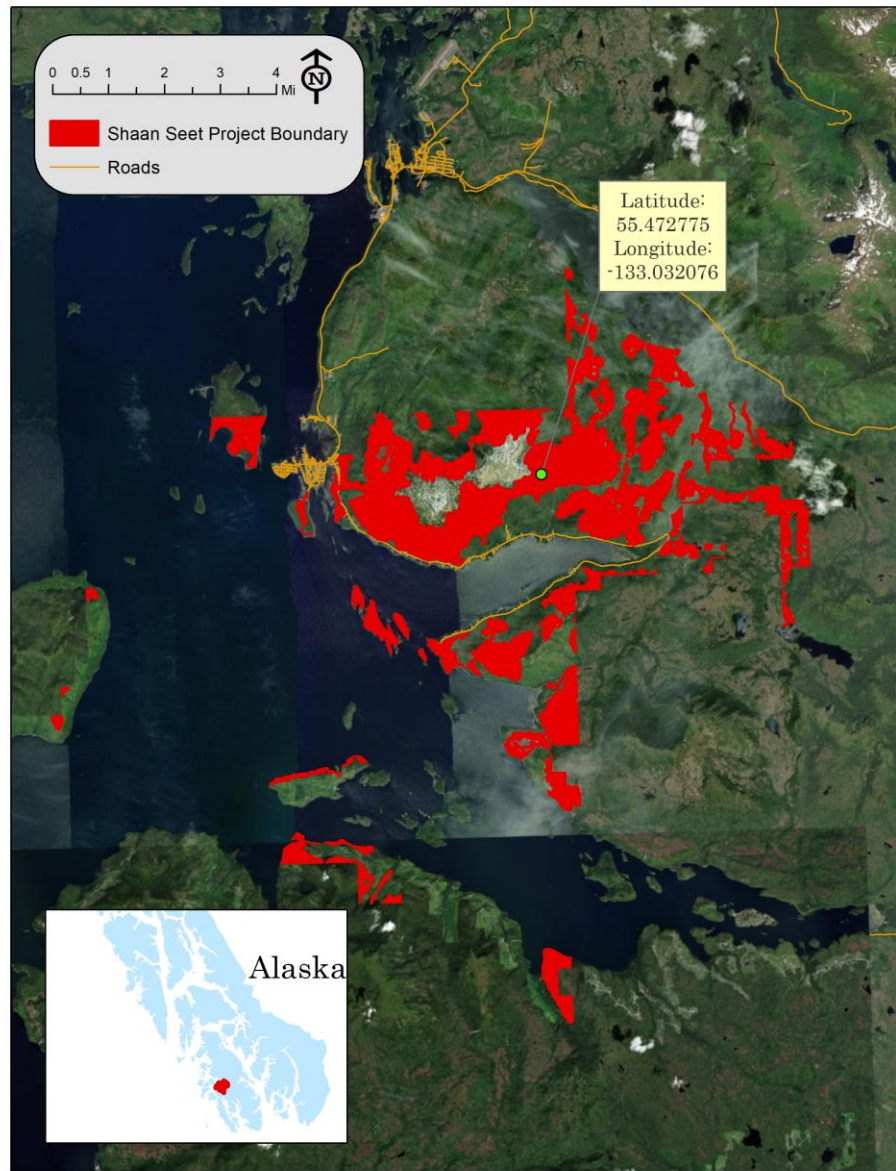 0 0.5 1 2 3 4
Mi
N
Shaan Seet Project Boundary
Roads
Latitude:
55.472775
Longitude:
-133.032076
Alaska